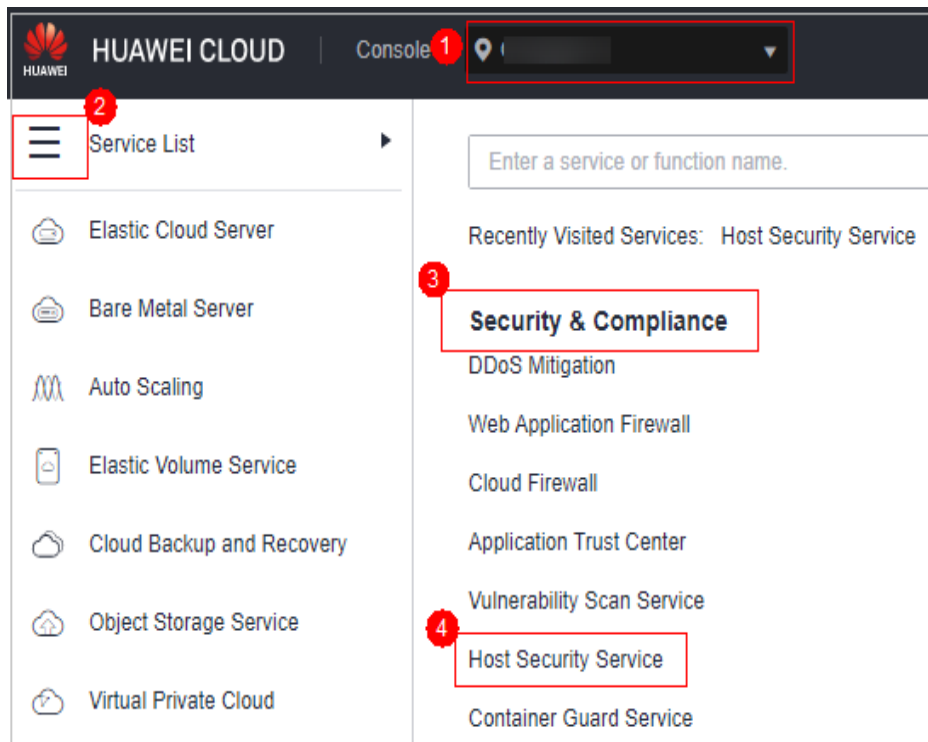 HUAWEI
HUAWEI CLOUD
Console
1
2
Service List
Enter a service or function name.
Elastic Cloud Server
Recently Visited Services: Host Security Service
3
Bare Metal Server
Security & Compliance
DDoS Mitigation
Auto Scaling
Web Application Firewall
Elastic Volume Service
Cloud Firewall
Cloud Backup and Recovery
Application Trust Center
Vulnerability Scan Service
Object Storage Service
4
Host Security Service
Virtual Private Cloud
Container Guard Service